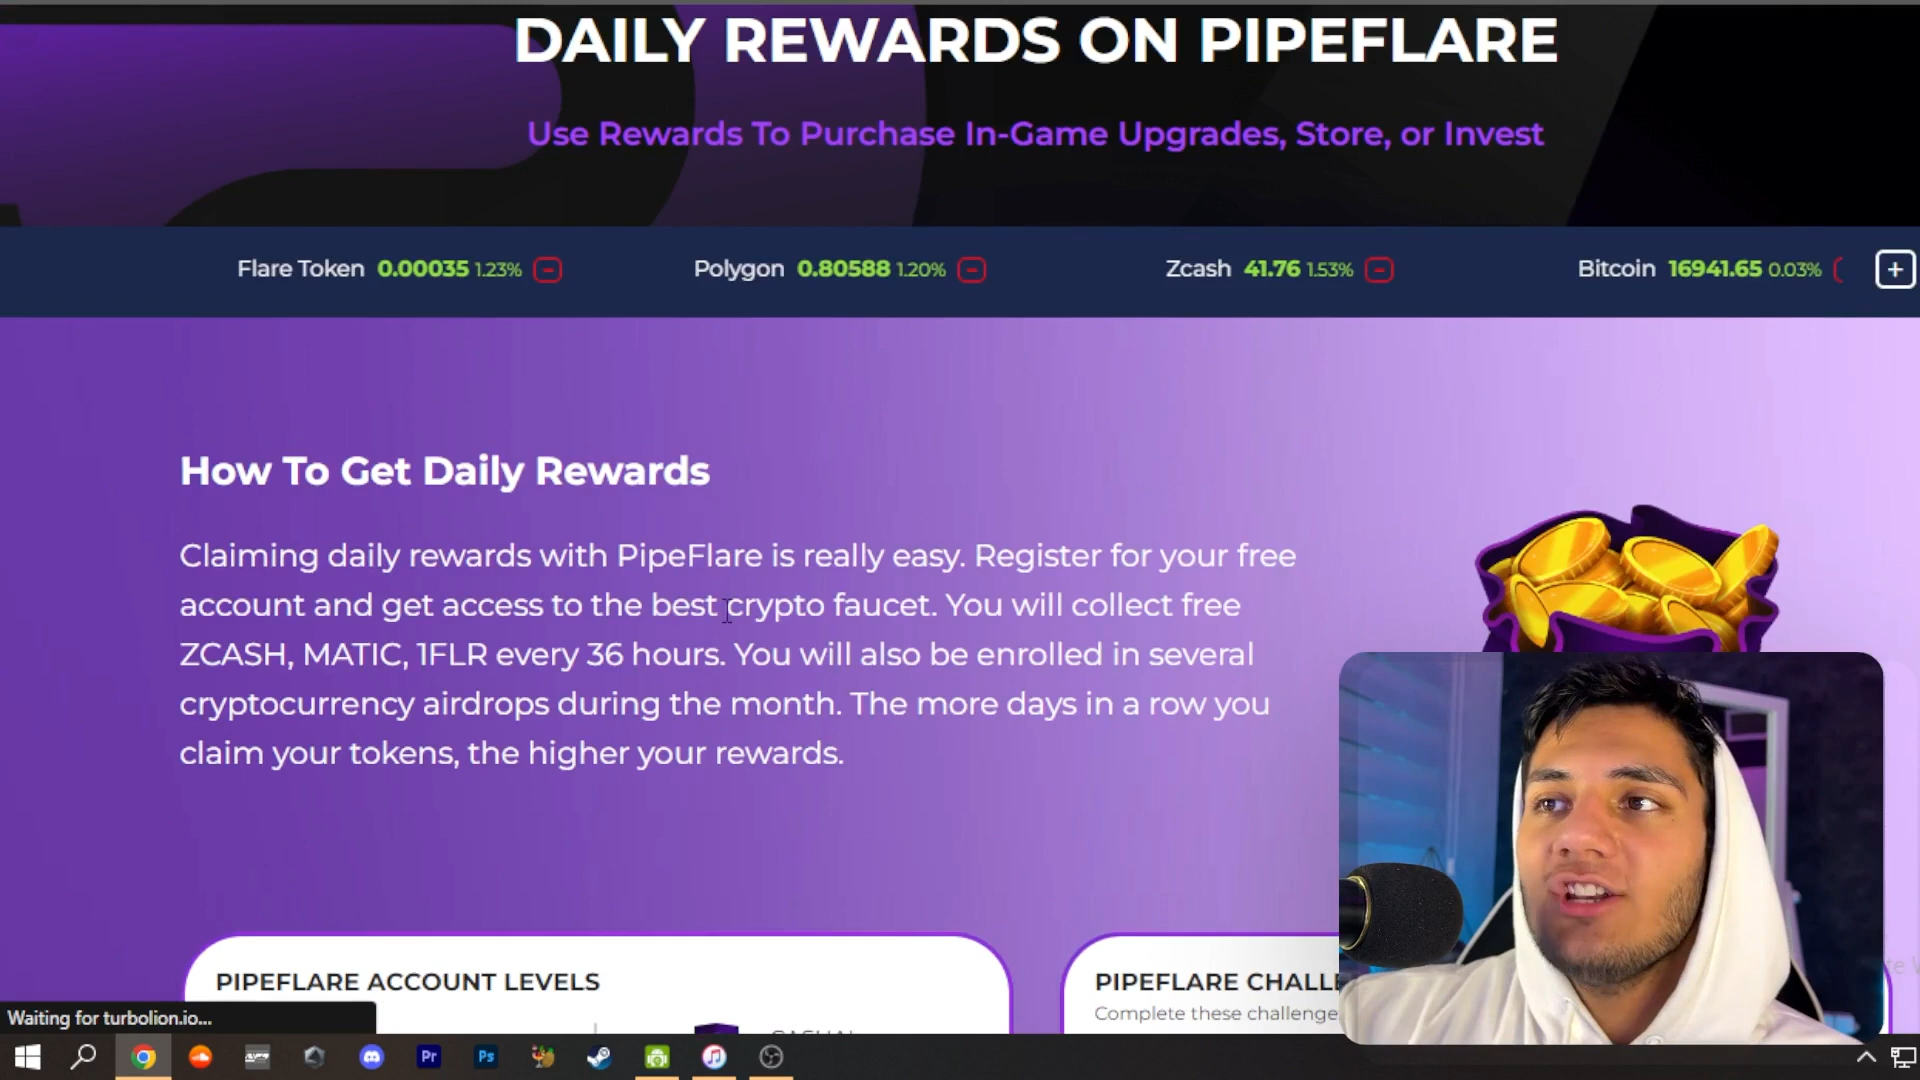 DAILY REWARDS ON PIPEFLARE
Use Rewards To Purchase In-Game Upgrades, Store, or Invest
Flare Token 0.00035 1.23% Polygon 0.80588 1.20% Zcash 41.76 1.53% Bitcoin 16941.65 0.03%
How To Get Daily Rewards
Claiming daily rewards with PipeFlare is really easy. Register for your free
account and get access to the best crypto faucet. You will collect free
ZCASH, MATIC, 1FLR every 36 hours. You will also be enrolled in several
cryptocurrency airdrops during the month. The more days in a row you
claim your tokens, the higher your rewards.
PIPEFLARE ACCOUNT LEVELS
PIPEFLARE CHALLE
Complete these challenge
Waiting for turbolion.io...
Pr
Ps